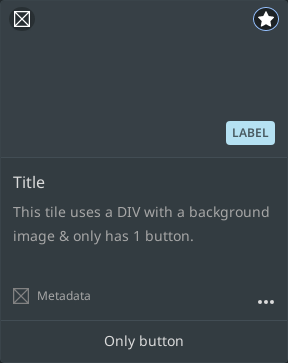 LABEL
Title
This tile uses a DIV with a background
image & only has 1 button.
Metadata
Only button